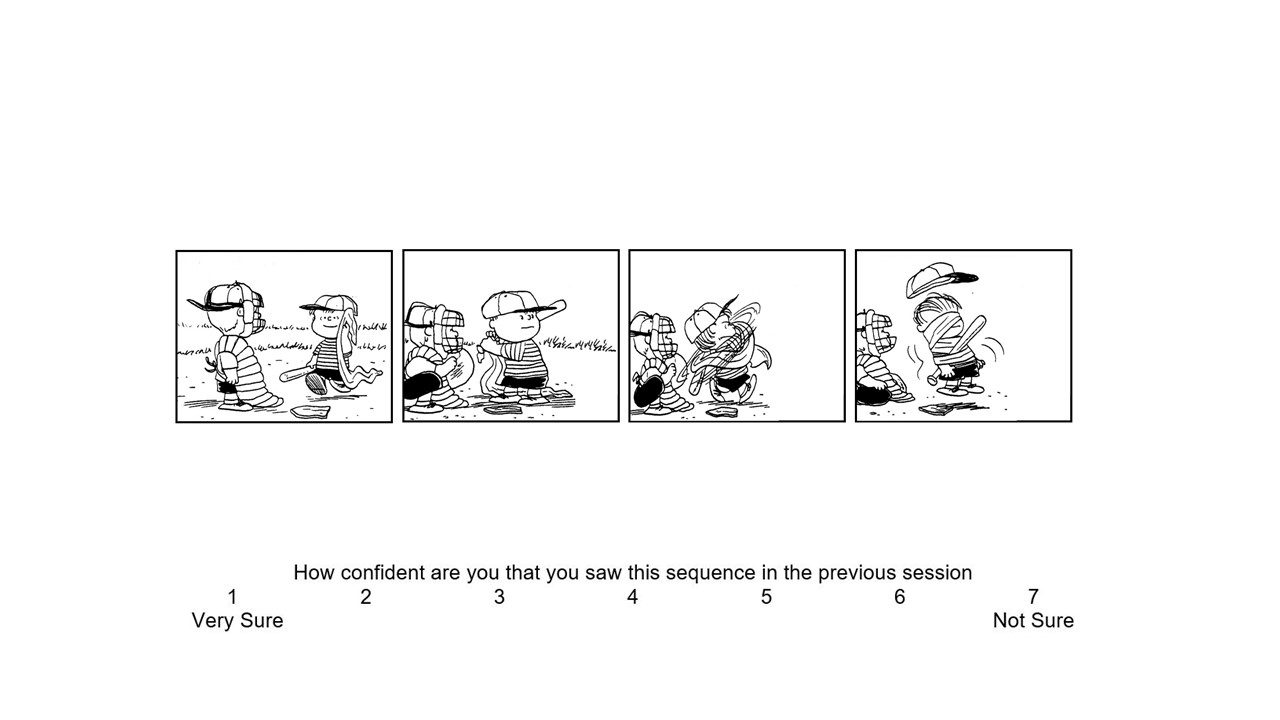 How confident are you that you saw this sequence in the previous session
1 2 3 4 5 6 7
Very Sure Not Sure